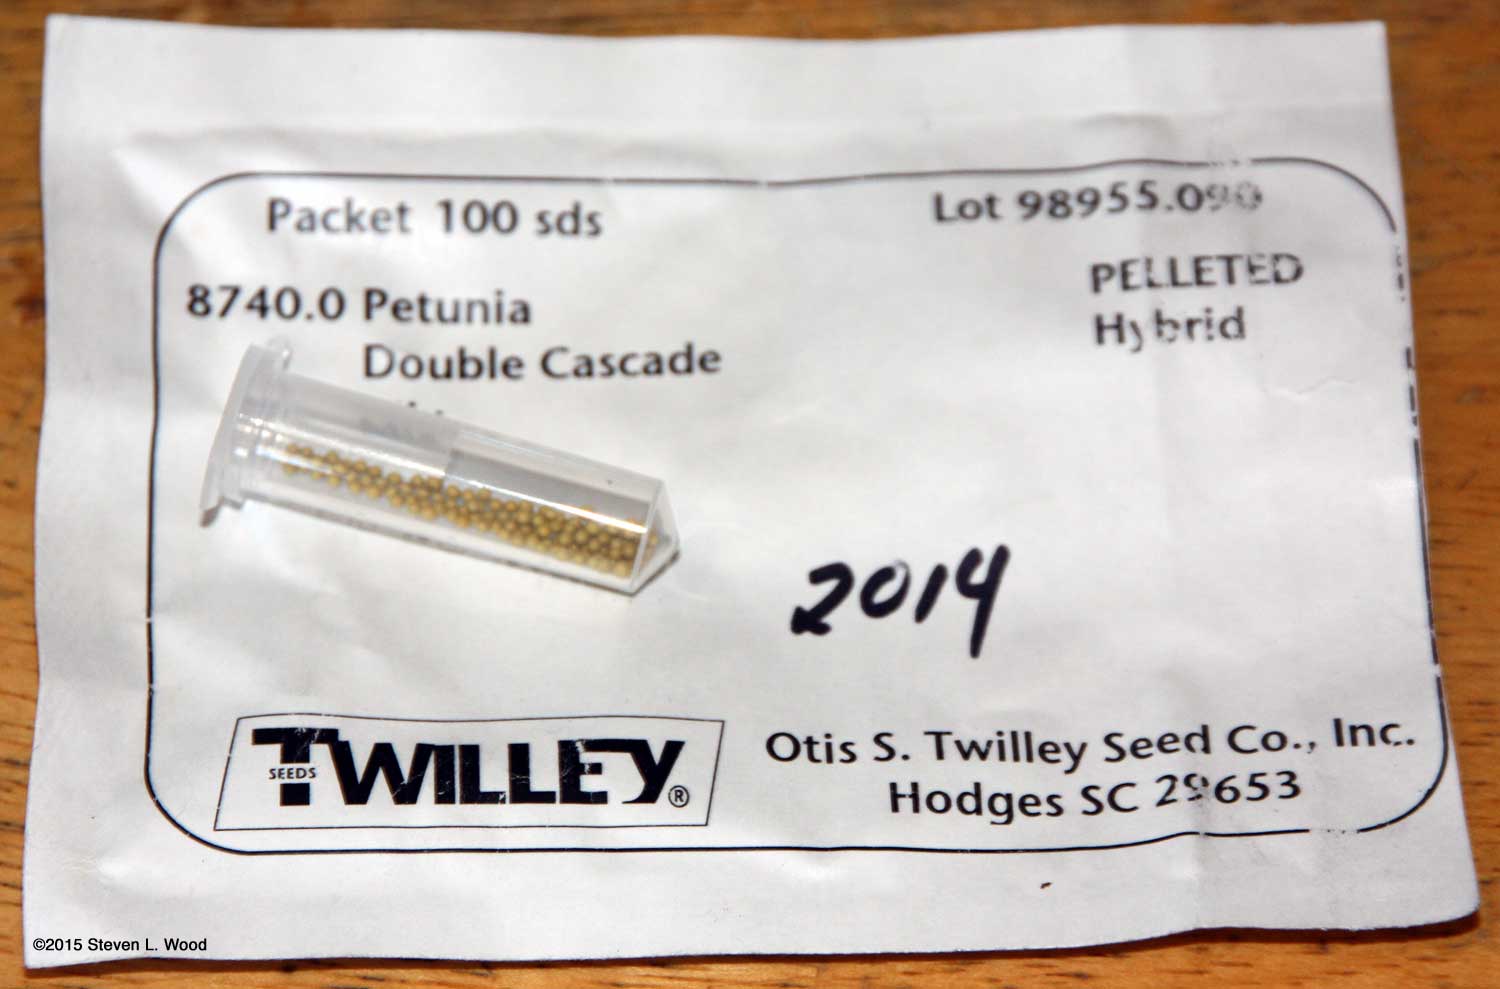 Packet 100 sds
Lot 98955.090
PELLETED
Hybrid
8740.0 Petunia
Double Cascade
2014
TWILLEY
SEEDS
®
Otis S. Twilley Seed Co., Inc.
Hodges SC 29653
©2015 Steven L. Wood